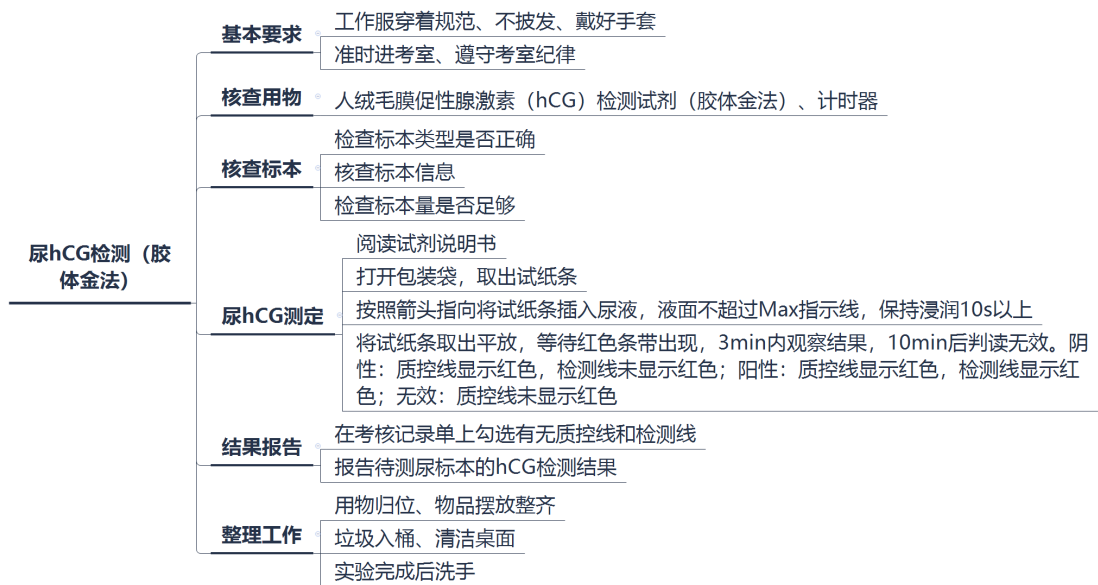 基本要求
工作服穿着规范、不披发、戴好手套
准时进考室、遵守考室纪律
核查用物
人绒毛膜促性腺激素（hCG）检测试剂（胶体金法）、计时器
核查标本
检查标本类型是否正确
核查标本信息
检查标本量是否足够
尿hCG检测（胶
体金法）
尿hCG测定
阅读试剂说明书
打开包装袋，取出试纸条
按照箭头指向将试纸条插入尿液，液面不超过Max指示线，保持浸润10s以上
将试纸条取出平放，等待红色条带出现，3min内观察结果，10min后判读无效。阴
性：质控线显示红色，检测线未显示红色；阳性：质控线显示红色，检测线显示红
色；无效：质控线未显示红色
结果报告
在考核记录单上勾选有无质控线和检测线
报告待测尿标本的hCG检测结果
整理工作
用物归位、物品摆放整齐
垃圾入桶、清洁桌面
实验完成后洗手